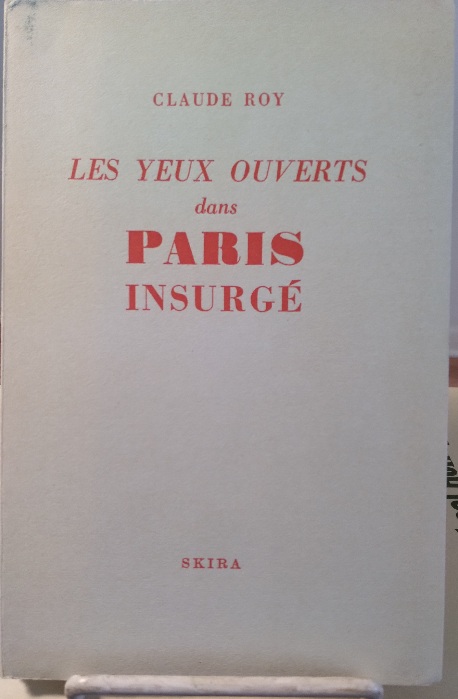 CLAUDE ROY
LES YEUX OUVERTS
dans
PARIS
INSURGÉ
SKIRA